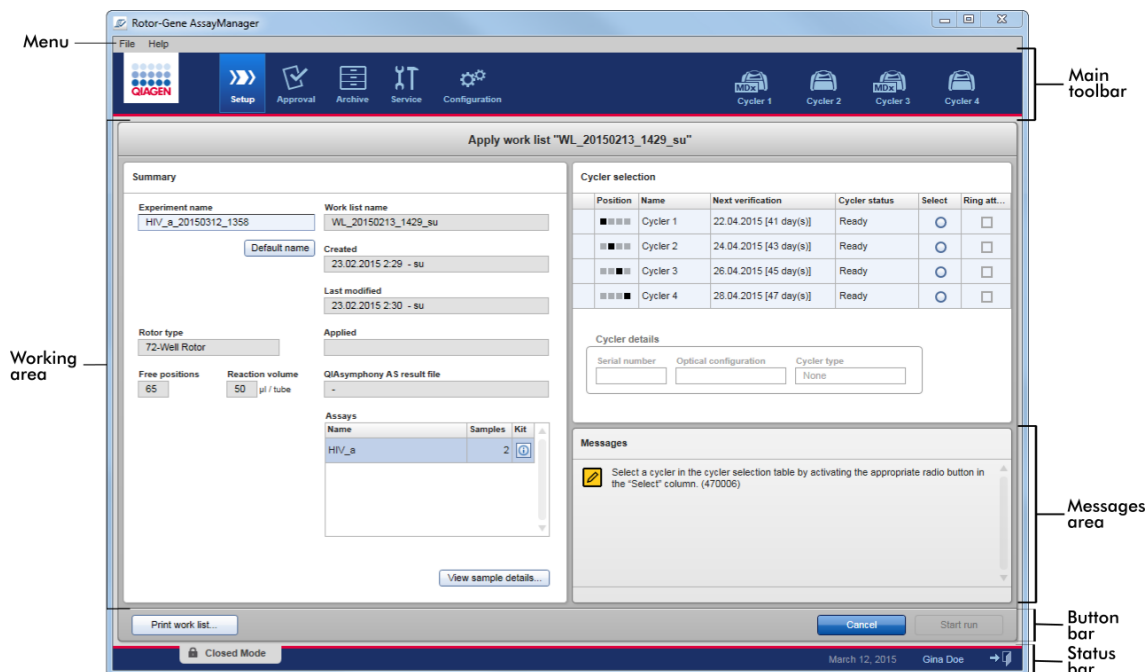 Rotor-Gene AssayManager
Menu
File Help
QIAGEN
Setup Approval Archive Service Configuration
MDx Cycler 1 Cycler 2 MDx Cycler 3 Cycler 4
Main
toolbar
Apply work list "WL_20150213_1429_su"
Working
area
Summary
Experiment name Work list name
HIV_a_20150312_1358 WL_20150213_1429_su
Default name
Created
23.02.2015 2:29 - su
Last modified
23.02.2015 2:30 - su
Rotor type Applied
72-Well Rotor
Free positions Reaction volume QIAsymphony AS result file
65 50 µl / tube -
Assays
Name Samples Kit
HIV_a 2
View sample details...
Cycler selection
Position Name Next verification Cycler status Select Ring att...
Cycler 1 22.04.2015 [41 day(s)] Ready
Cycler 2 24.04.2015 [43 day(s)] Ready
Cycler 3 26.04.2015 [45 day(s)] Ready
Cycler 4 28.04.2015 [47 day(s)] Ready
Cycler details
Serial number Optical configuration Cycler type
None
Messages
Select a cycler in the cycler selection table by activating the appropriate radio button in
the "Select" column. (470006)
Messages
area
Print work list... Cancel Start run
Button
bar
Closed Mode March 12, 2015 Gina Doe
Status
bar